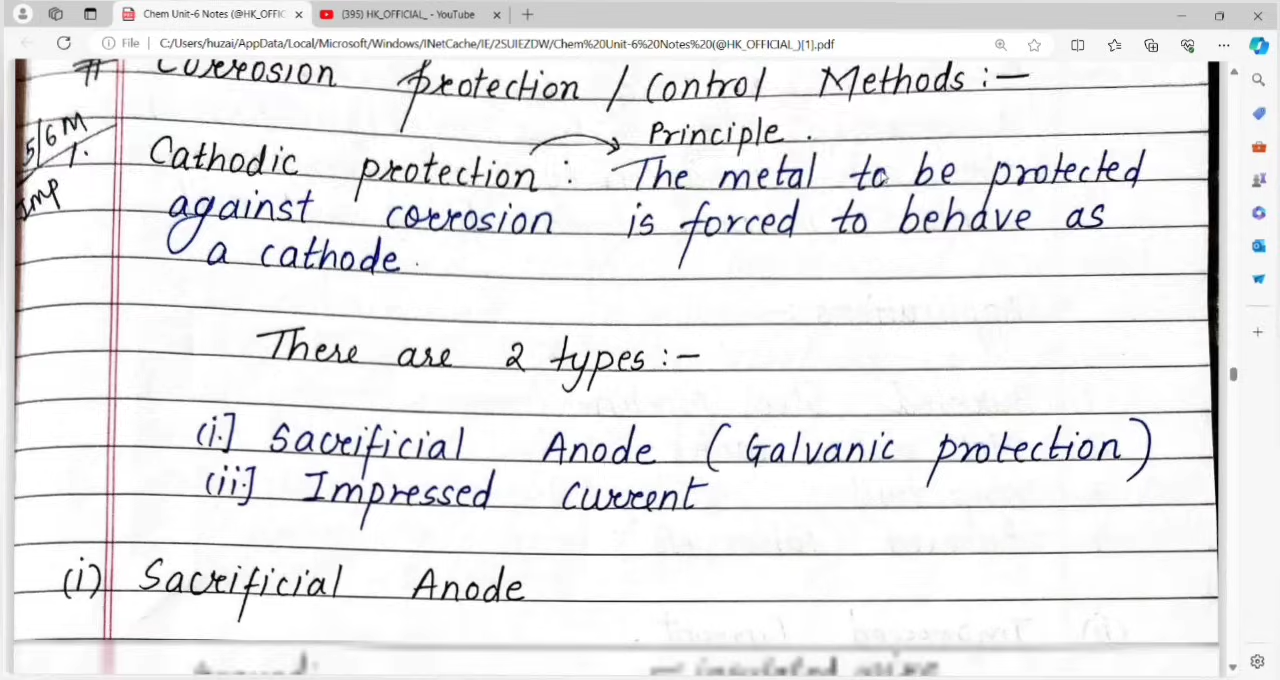 Chem Unit-6 Notes (@HK_OFFIC
(395) HK_OFFICIAL_ - YouTube
File
C:/Users/huzai/AppData/Local/Microsoft/Windows/INetCache/IE/2SUIEZDW/Chem%20Unit-6%20Notes%20(@HK_OFFICIAL_)[1].pdf
# Corrosion protection / Control Methods :-
5/6 M
Imp
Principle .
1. Cathodic protection : The metal to be protected
against corrosion is forced to behave as
a cathode.
There are 2 types :-
(i.] Sacrificial Anode (Galvanic protection)
(ii.] Impressed current
(i) Sacrificial Anode
insulated wire